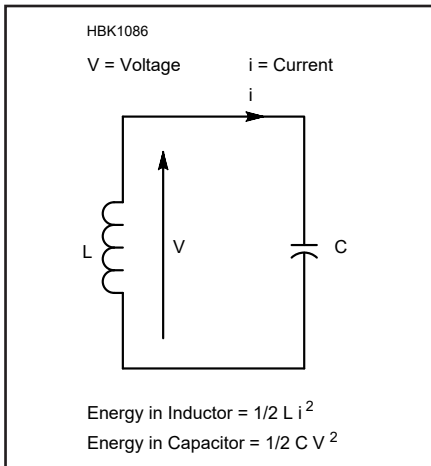 HBK1086
V = Voltage i = Current
i
L V C
Energy in Inductor = 1/2 L i ²
Energy in Capacitor = 1/2 C V ²